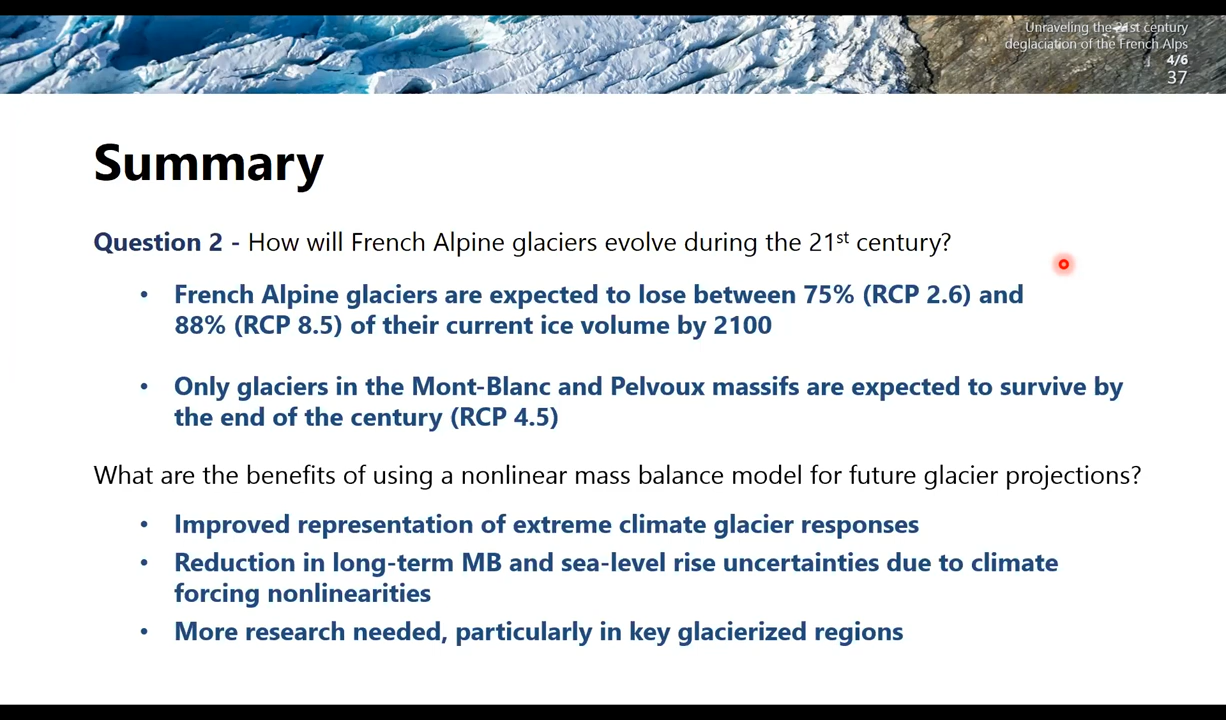 Unraveling the 21st century
deglaciation of the French Alps
4/6
37
Summary
Question 2 - How will French Alpine glaciers evolve during the 21st century?
• French Alpine glaciers are expected to lose between 75% (RCP 2.6) and
88% (RCP 8.5) of their current ice volume by 2100
• Only glaciers in the Mont-Blanc and Pelvoux massifs are expected to survive by
the end of the century (RCP 4.5)
What are the benefits of using a nonlinear mass balance model for future glacier projections?
• Improved representation of extreme climate glacier responses
• Reduction in long-term MB and sea-level rise uncertainties due to climate
forcing nonlinearities
• More research needed, particularly in key glacierized regions